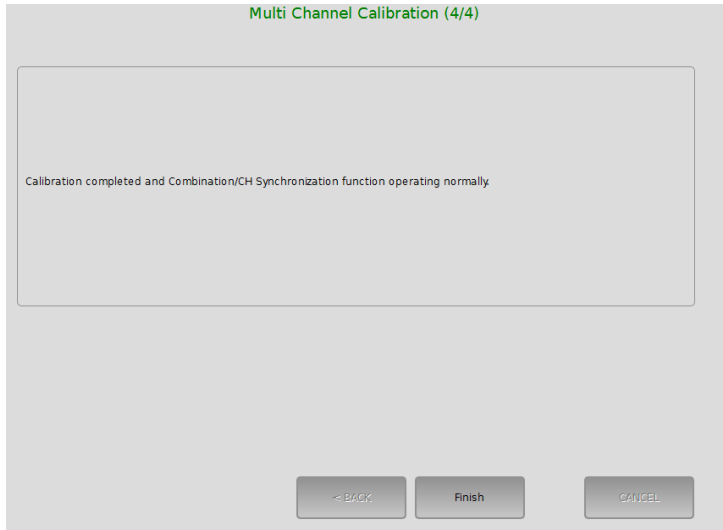 Multi Channel Calibration (4/4)
Calibration completed and Combination/CH Synchronization function operating normally.
< BACK
Finish
CANCEL